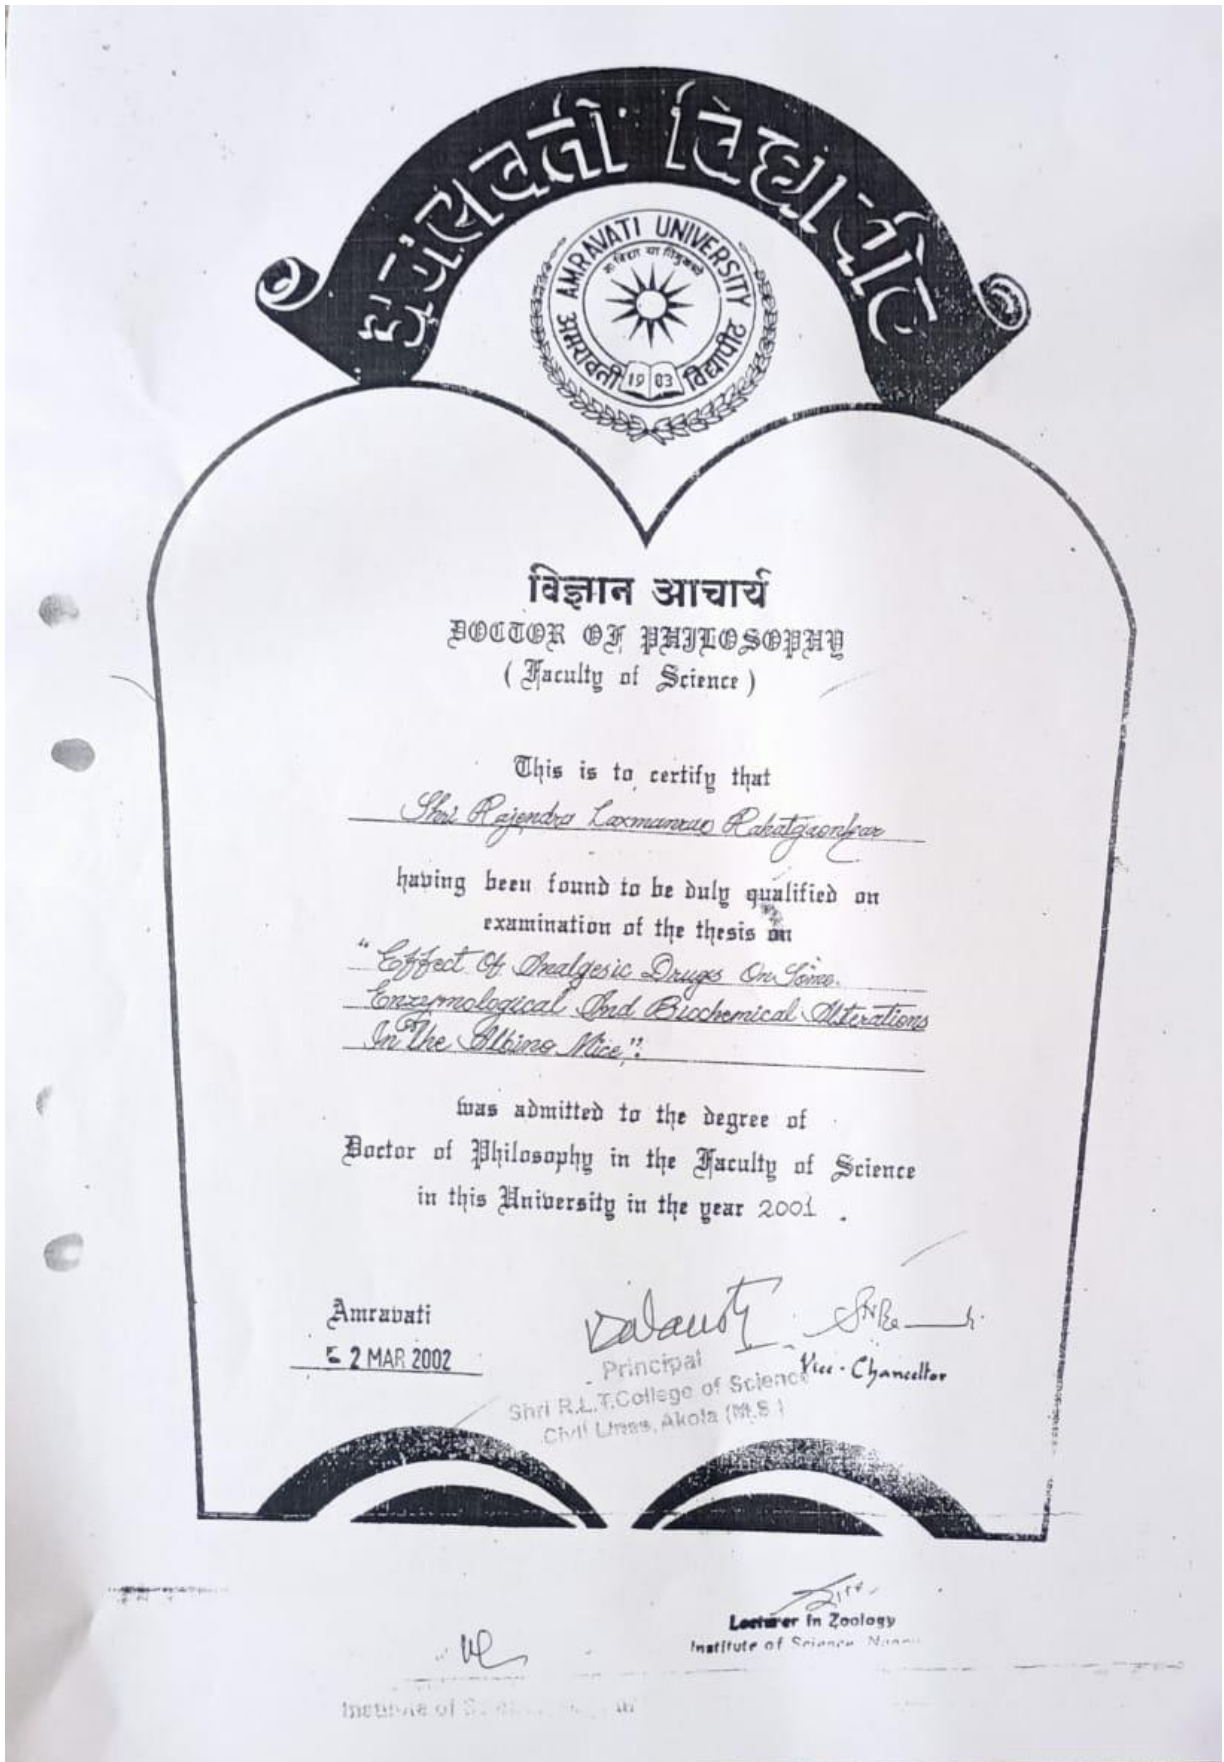 अमरावती विद्यापीठ
AMRAVATI UNIVERSITY
अमरावती विद्यापीठ
1983
विज्ञान आचार्य
DOCTOR OF PHILOSOPHY
( Faculty of Science )
This is to certify that
Shri Rajendra Laxmanrao Rahatgaonkar
having been found to be duly qualified on
examination of the thesis on
" Effect Of Analgesic Drugs On Some
Enzymological And Biochemical Alterations
In The Albino Mice."
was admitted to the degree of
Doctor of Philosophy in the Faculty of Science
in this University in the year 2001 .
Amravati
2 MAR 2002
Principal
Vice - Chancellor
Shri R.L.T. College of Science
Civil Lines, Akola (M.S.)
Lecturer in Zoology
Institute of Science
Institute of